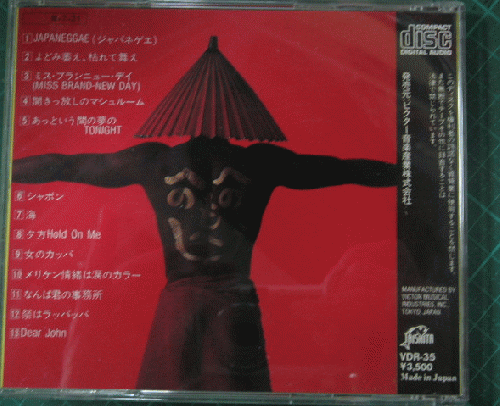 1 JAPANEGGAE (ジャパネゲエ)
2 よどみ萎え、枯れて舞え
3 ミス・ブランニュー・デイ
(MISS BRAND-NEW DAY)
4 開きっ放しのマシュルーム
5 あっという間の夢の
TONIGHT
6 シャボン
7 海
8 夕方Hold On Me
9 女のカッパ
10 メリケン情緒は涙のカラー
11 なんば君の事務所
12 祭はラッパッパ
13 Dear John
へのへの
も
COMPACT
disc
DIGITAL AUDIO
発売元/ビクター音楽産業株式会社
MANUFACTURED BY
VICTOR MUSICAL
INDUSTRIES, INC.
TOKYO, JAPAN
TAISHITA
VDR-35
¥3,500
Made in Japan